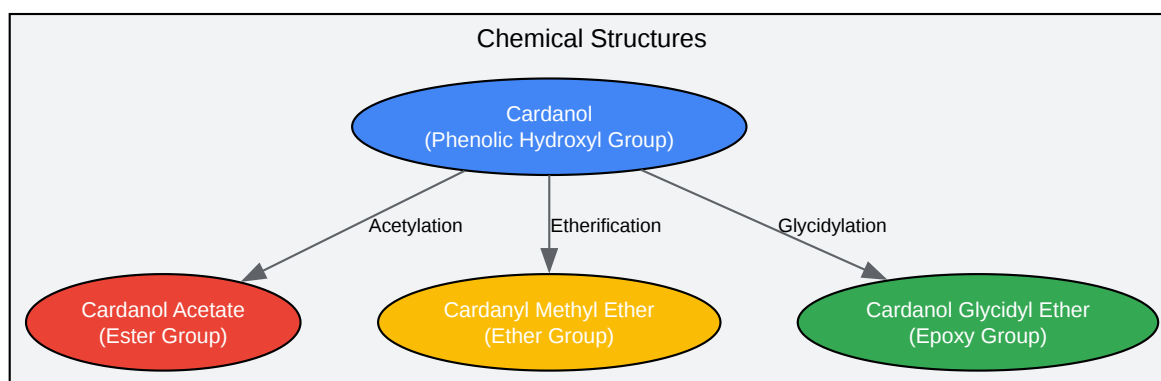 Chemical Structures
Cardanol
(Phenolic Hydroxyl Group)
Acetylation
Etherification
Glycidylation
Cardanol Acetate
(Ester Group)
Cardanyl Methyl Ether
(Ether Group)
Cardanol Glycidyl Ether
(Epoxy Group)